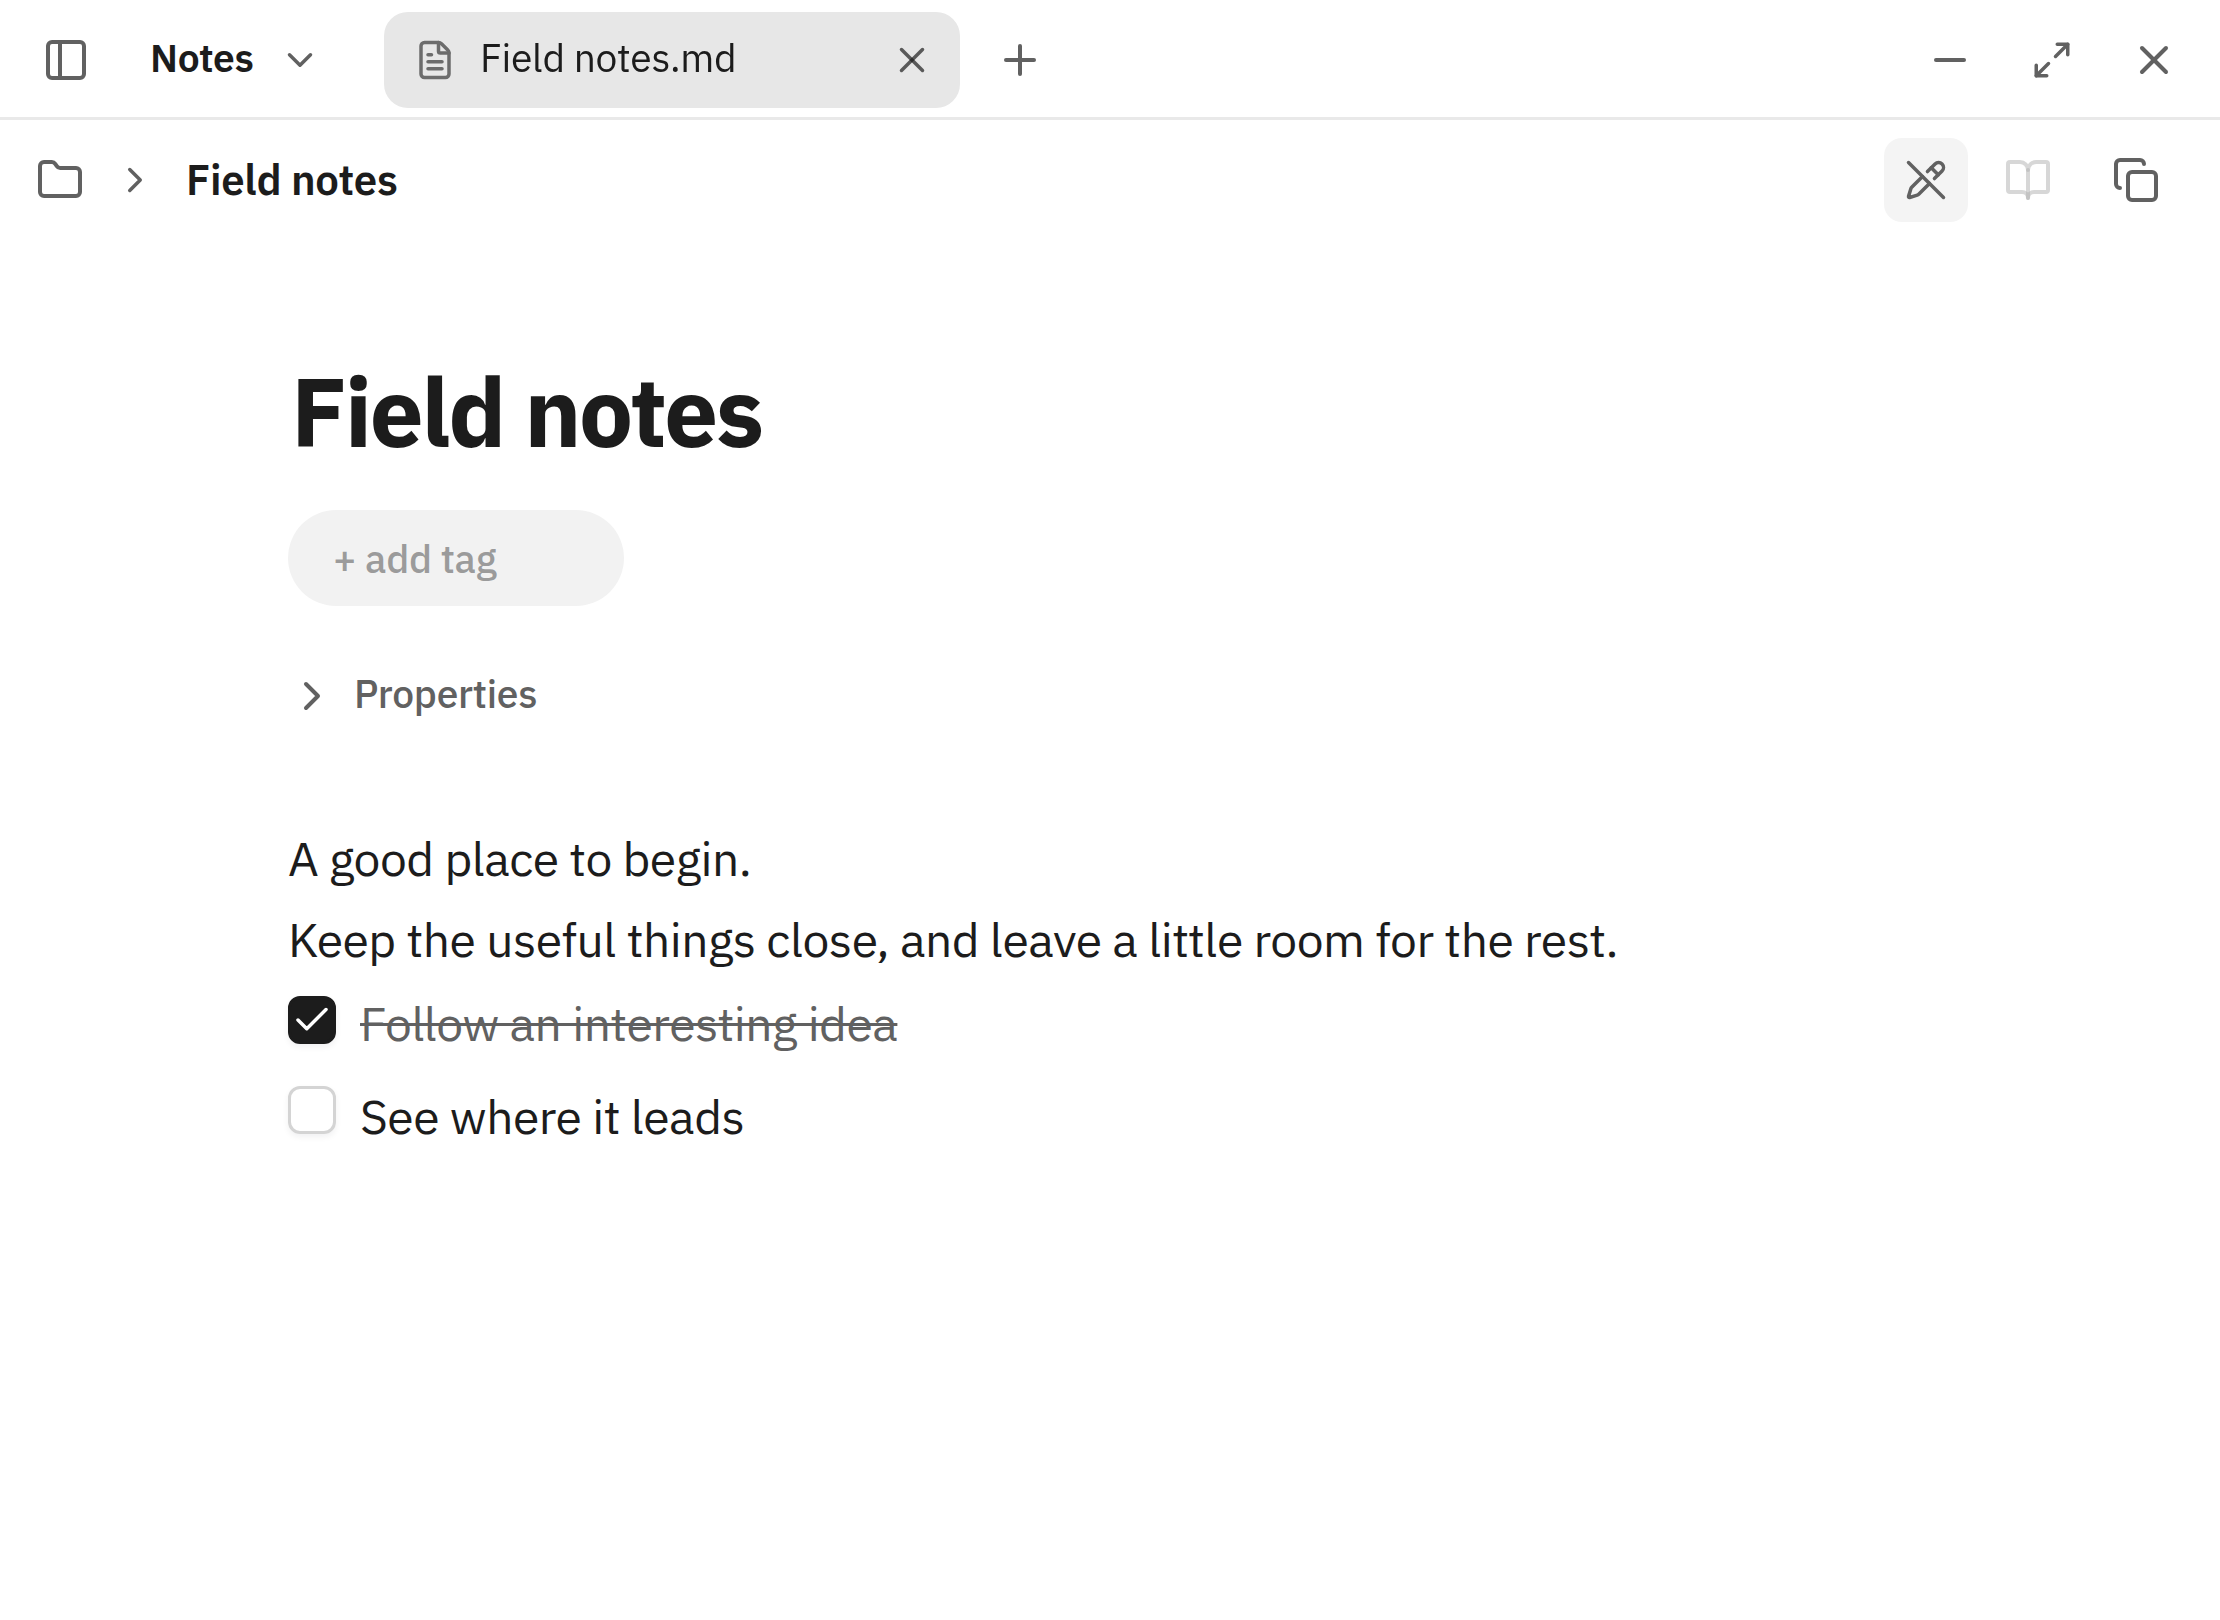 Notes
Field notes.md
Field notes
Field notes
+ add tag
Properties
A good place to begin.
Keep the useful things close, and leave a little room for the rest.
Follow an interesting idea
See where it leads